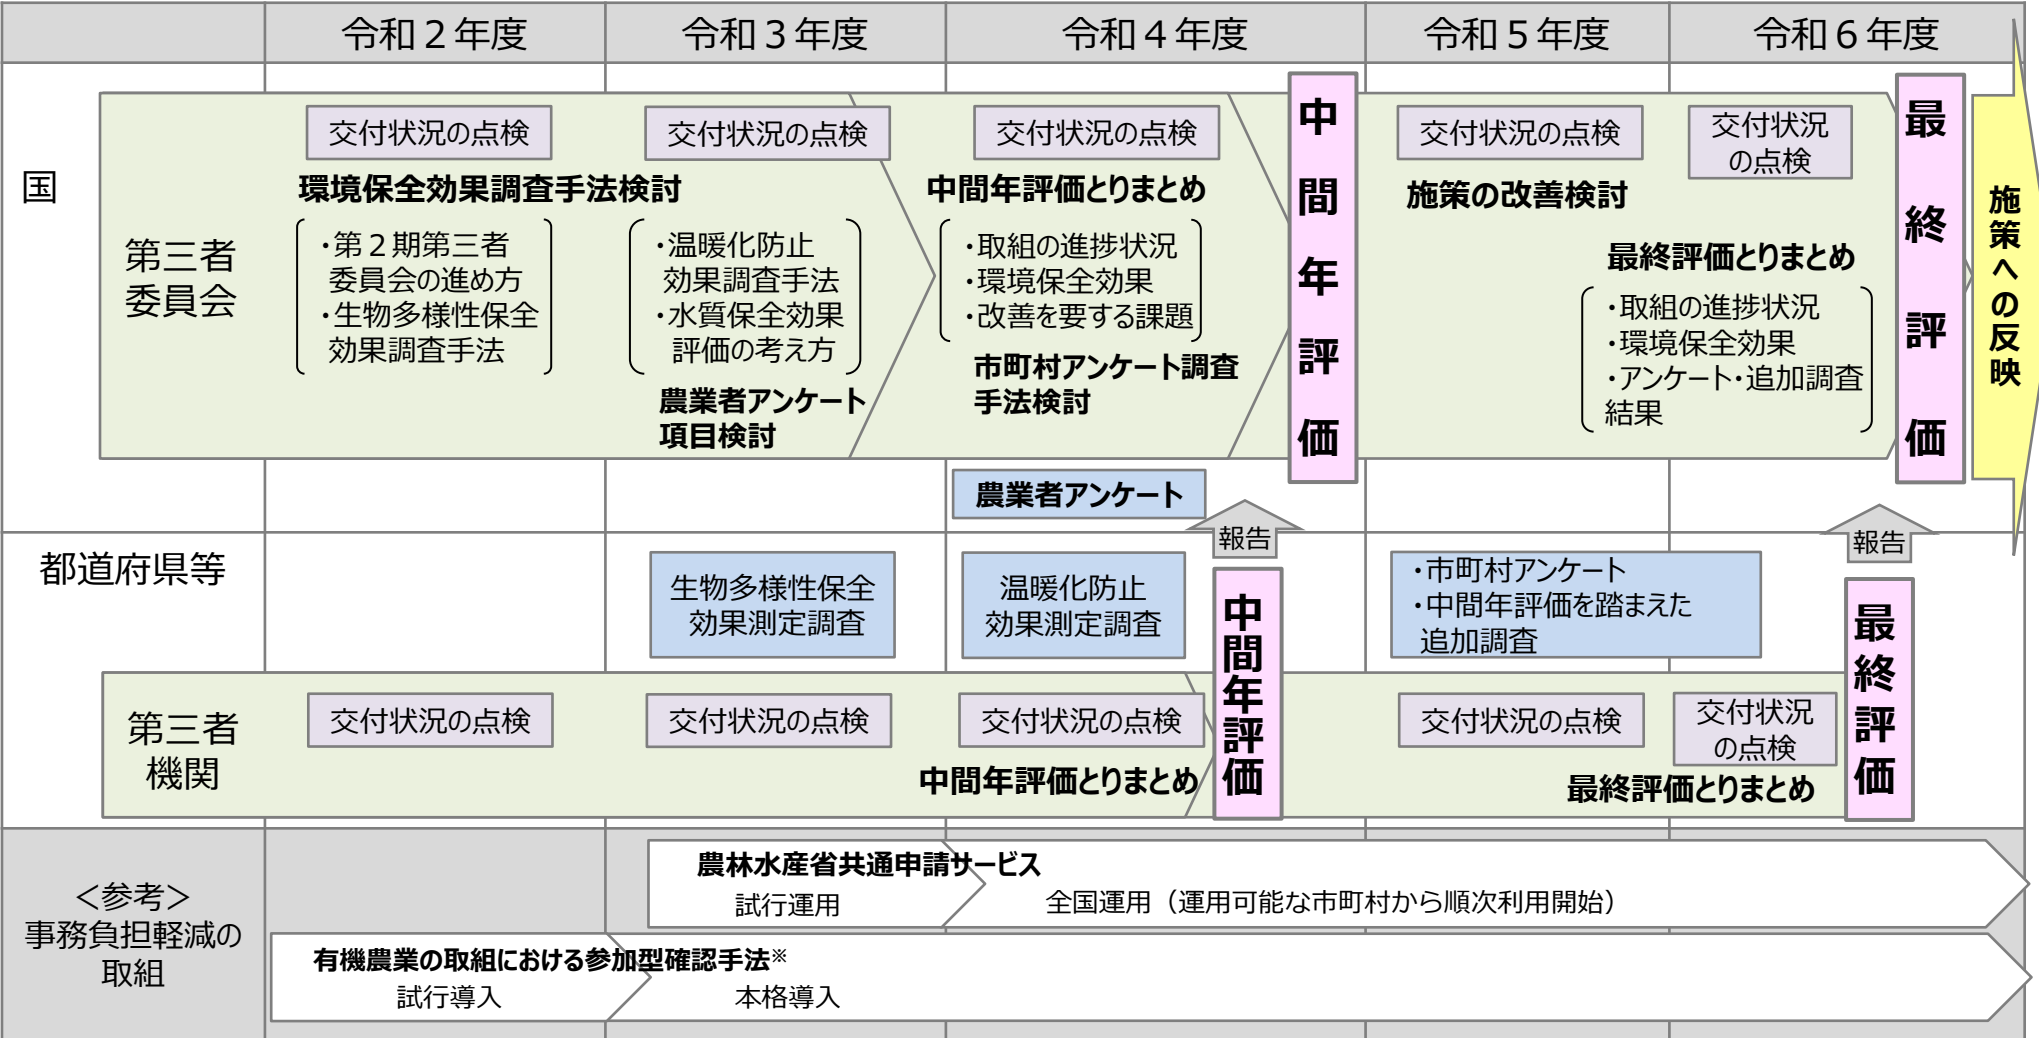 令和２年度
令和３年度
令和４年度
令和５年度
令和６年度
国
第三者
委員会
交付状況の点検
交付状況の点検
交付状況の点検
交付状況の点検
交付状況
の点検
環境保全効果調査手法検討
・第２期第三者
委員会の進め方
・生物多様性保全
効果調査手法
・温暖化防止
効果調査手法
・水質保全効果
評価の考え方
農業者アンケート
項目検討
中間年評価とりまとめ
・取組の進捗状況
・環境保全効果
・改善を要する課題
市町村アンケート調査
手法検討
中間年評価
施策の改善検討
最終評価とりまとめ
・取組の進捗状況
・環境保全効果
・アンケート・追加調査
結果
最終評価
施策への反映
農業者アンケート
報告
報告
都道府県等
生物多様性保全
効果測定調査
温暖化防止
効果測定調査
・市町村アンケート
・中間年評価を踏まえた
追加調査
中間年評価
最終評価
第三者
機関
交付状況の点検
交付状況の点検
交付状況の点検
交付状況の点検
交付状況
の点検
中間年評価とりまとめ
最終評価とりまとめ
＜参考＞
事務負担軽減の
取組
農林水産省共通申請サービス
試行運用
全国運用（運用可能な市町村から順次利用開始）
有機農業の取組における参加型確認手法※
試行導入
本格導入